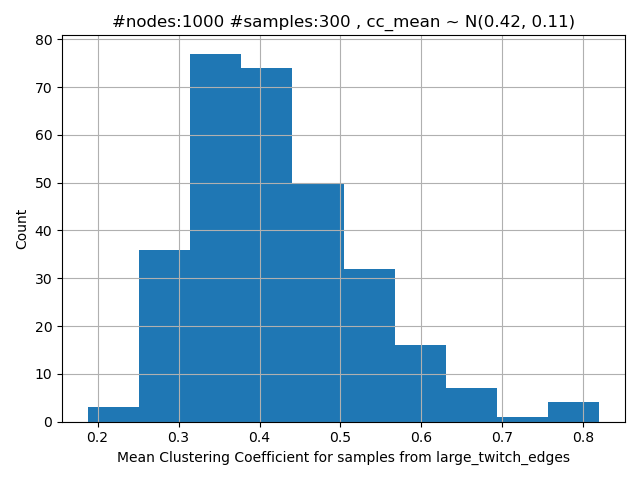 #nodes:1000 #samples:300 , cc_mean ~ N(0.42, 0.11)
80
70
60
50
40
30
20
10
0
Count
0.2 0.3 0.4 0.5 0.6 0.7 0.8
Mean Clustering Coefficient for samples from large_twitch_edges